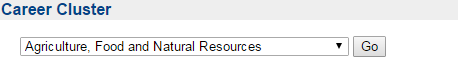 Career Cluster
Agriculture, Food and Natural Resources Go